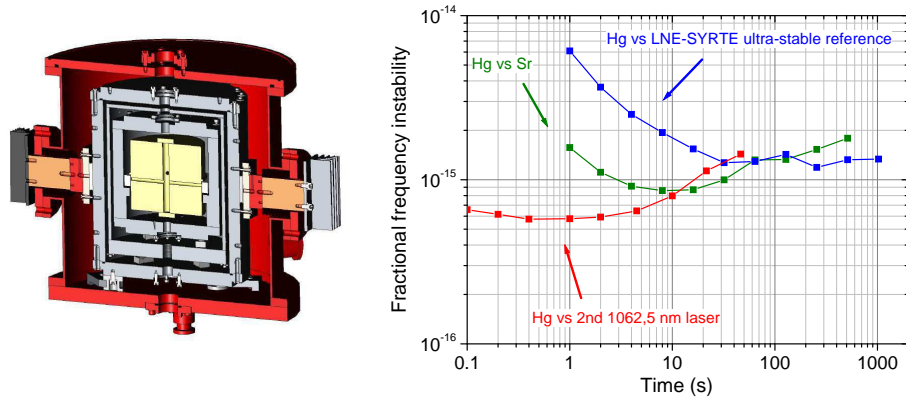 10⁻¹⁴
Hg vs LNE-SYRTE ultra-stable reference
Hg vs Sr
10⁻¹⁵
Fractional frequency instability
Hg vs 2nd 1062,5 nm laser
10⁻¹⁶
0.1 1 10 100 1000
Time (s)